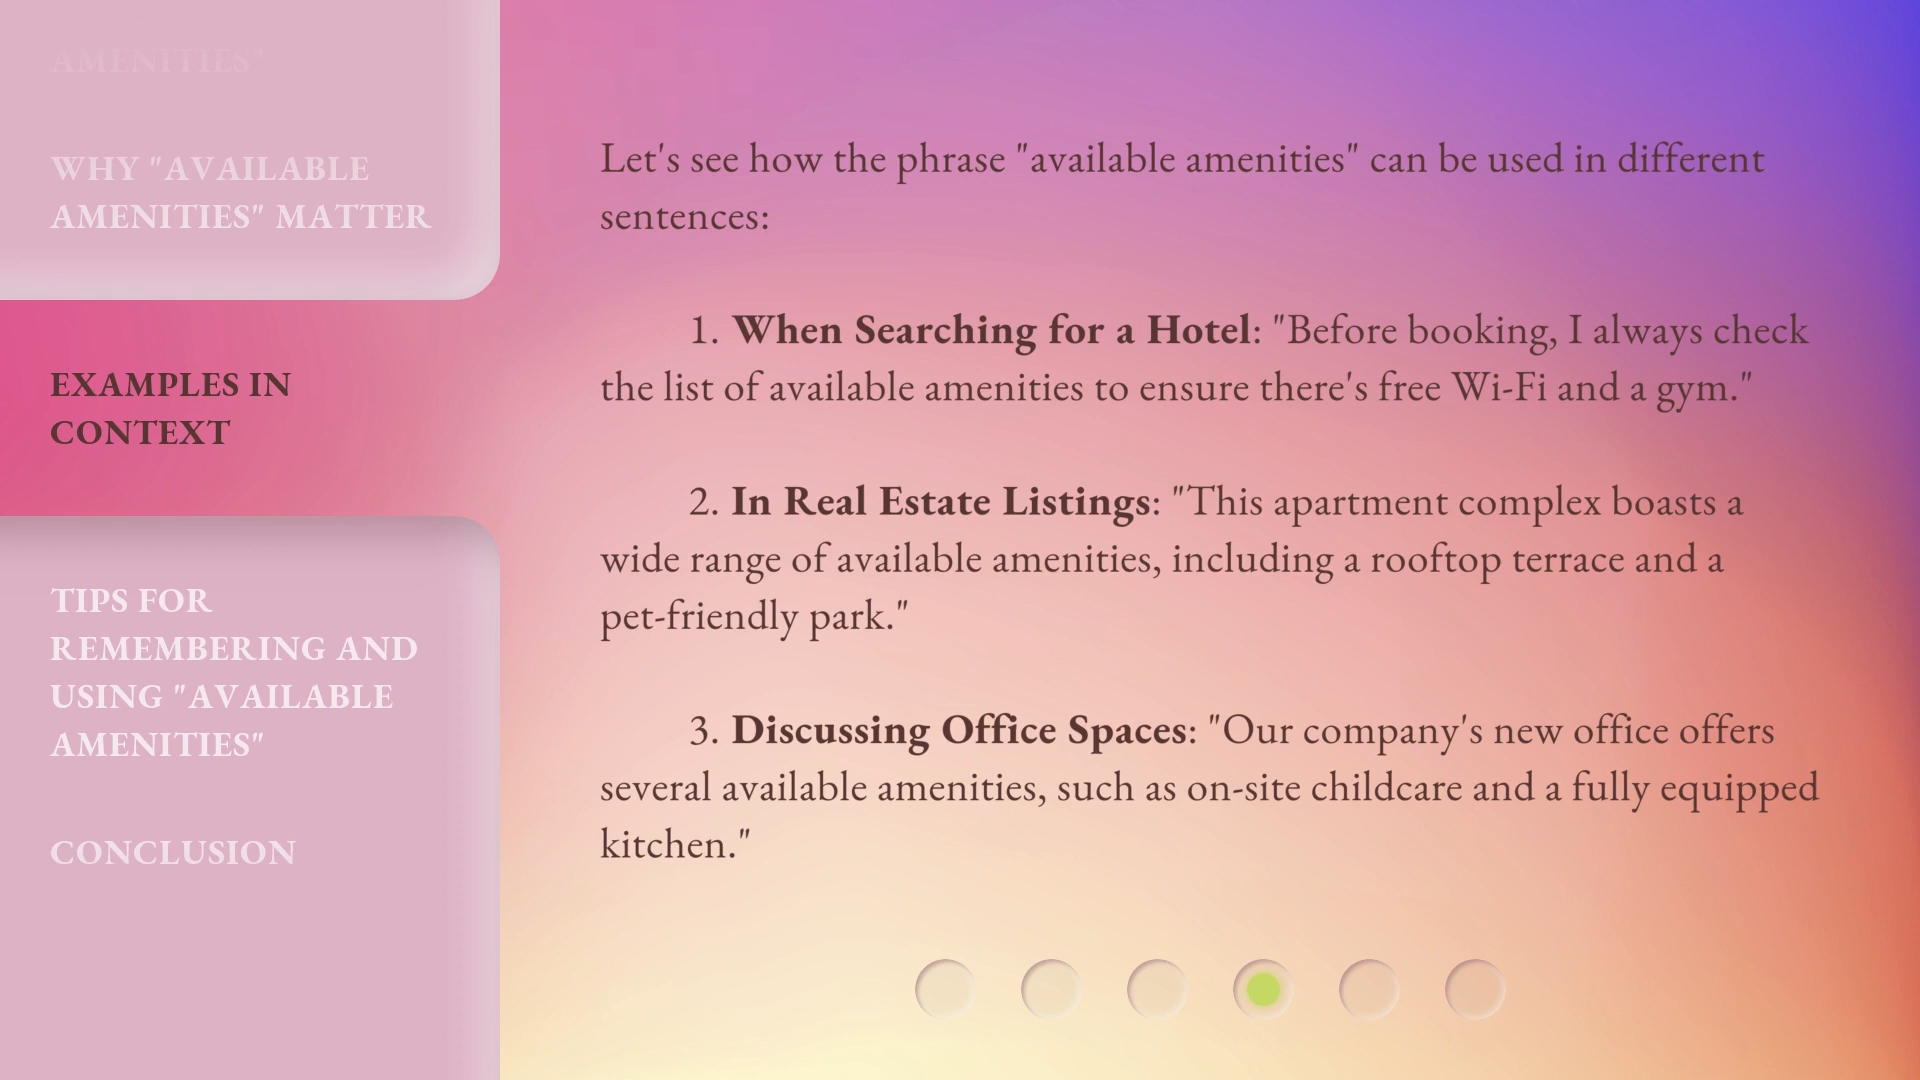 AMENITIES"
WHY "AVAILABLE
AMENITIES" MATTER
EXAMPLES IN
CONTEXT
TIPS FOR
REMEMBERING AND
USING "AVAILABLE
AMENITIES"
CONCLUSION
Let's see how the phrase "available amenities" can be used in different
sentences:
1. When Searching for a Hotel: "Before booking, I always check
the list of available amenities to ensure there's free Wi-Fi and a gym."
2. In Real Estate Listings: "This apartment complex boasts a
wide range of available amenities, including a rooftop terrace and a
pet-friendly park."
3. Discussing Office Spaces: "Our company's new office offers
several available amenities, such as on-site childcare and a fully equipped
kitchen."